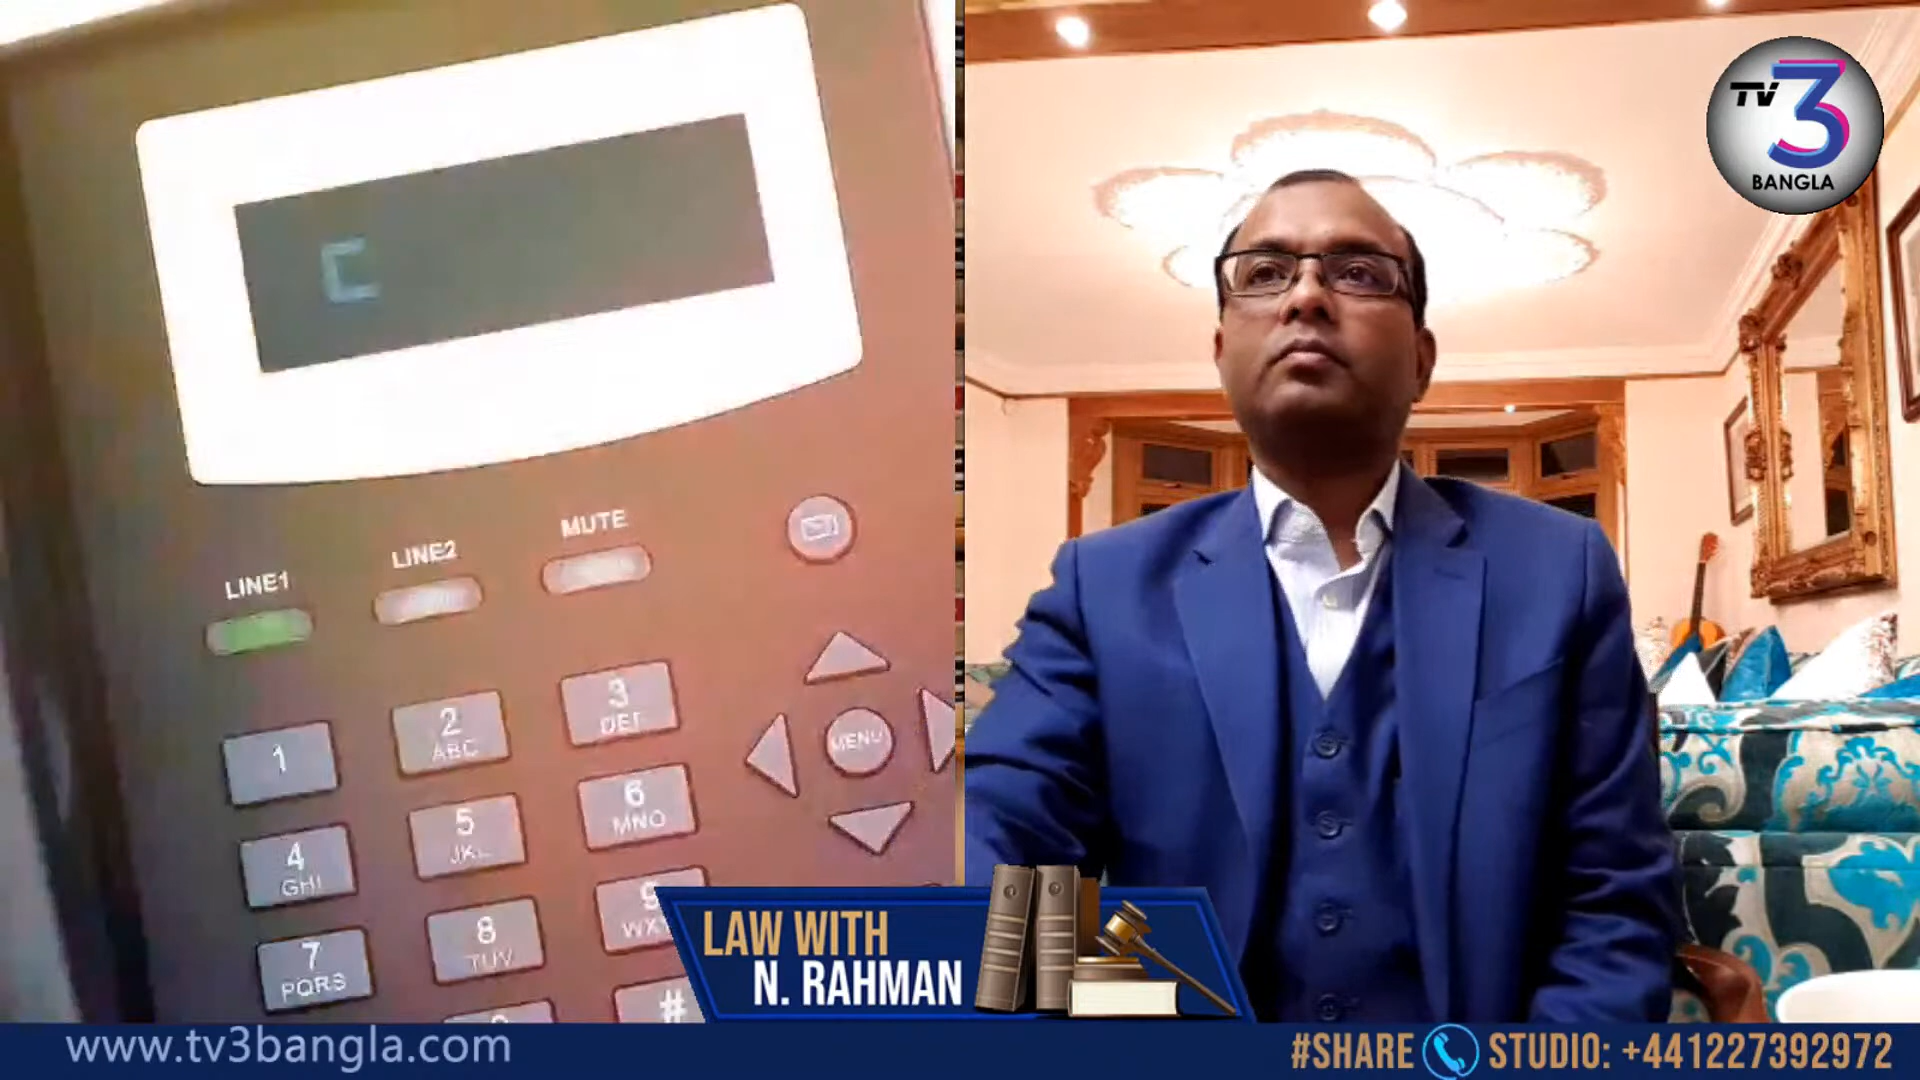 C
LINE1
LINE2
MUTE
1
2
ABC
3
DEF
MENU
4
GHI
5
JKL
6
MNO
7
PQRS
8
TUV
9
#
TV3
BANGLA
LAW WITH
N. RAHMAN
www.tv3bangla.com
#SHARE STUDIO: +441227392972